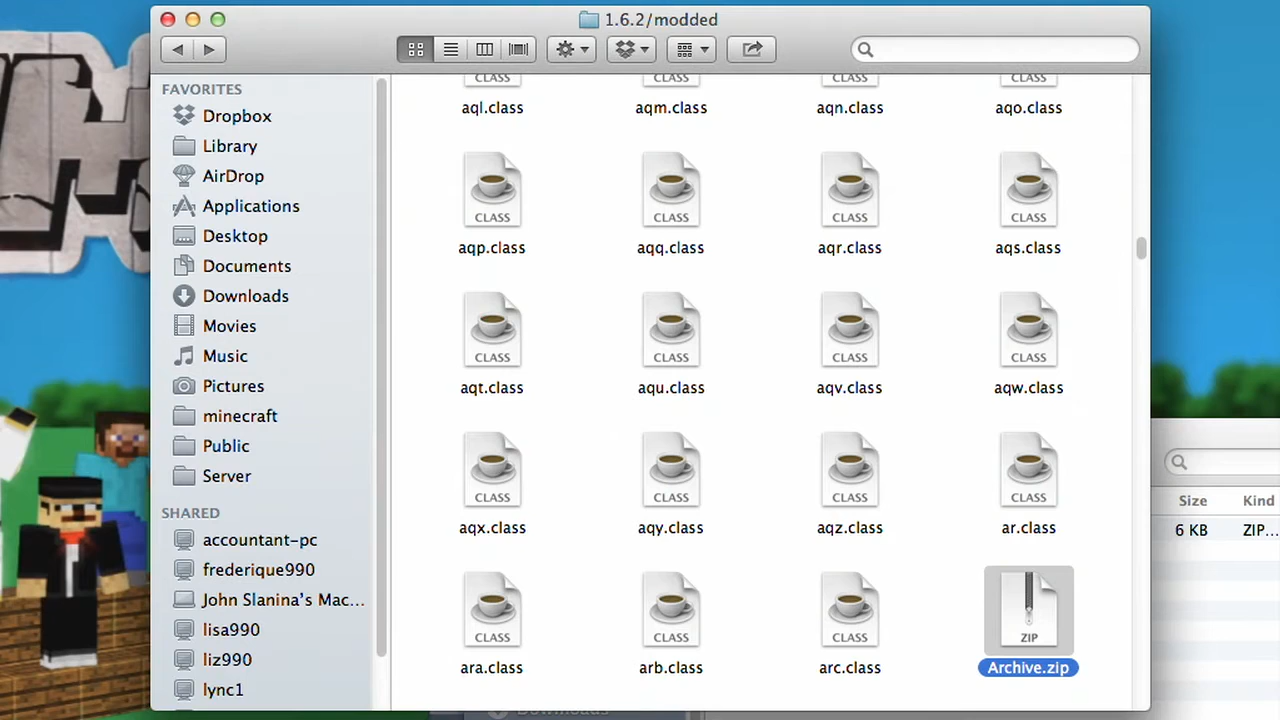 1.6.2/modded
FAVORITES
Dropbox
Library
AirDrop
Applications
Desktop
Documents
Downloads
Movies
Music
Pictures
minecraft
Public
Server
SHARED
accountant-pc
frederique990
John Slanina's Mac...
lisa990
liz990
lync1
CLASS CLASS CLASS CLASS
aql.class aqm.class aqn.class aqo.class
CLASS CLASS CLASS CLASS
aqp.class aqq.class aqr.class aqs.class
CLASS CLASS CLASS CLASS
aqt.class aqu.class aqv.class aqw.class
CLASS CLASS CLASS CLASS
aqx.class aqy.class aqz.class ar.class
CLASS CLASS CLASS ZIP
ara.class arb.class arc.class Archive.zip
Size Kind
6 KB ZIP...